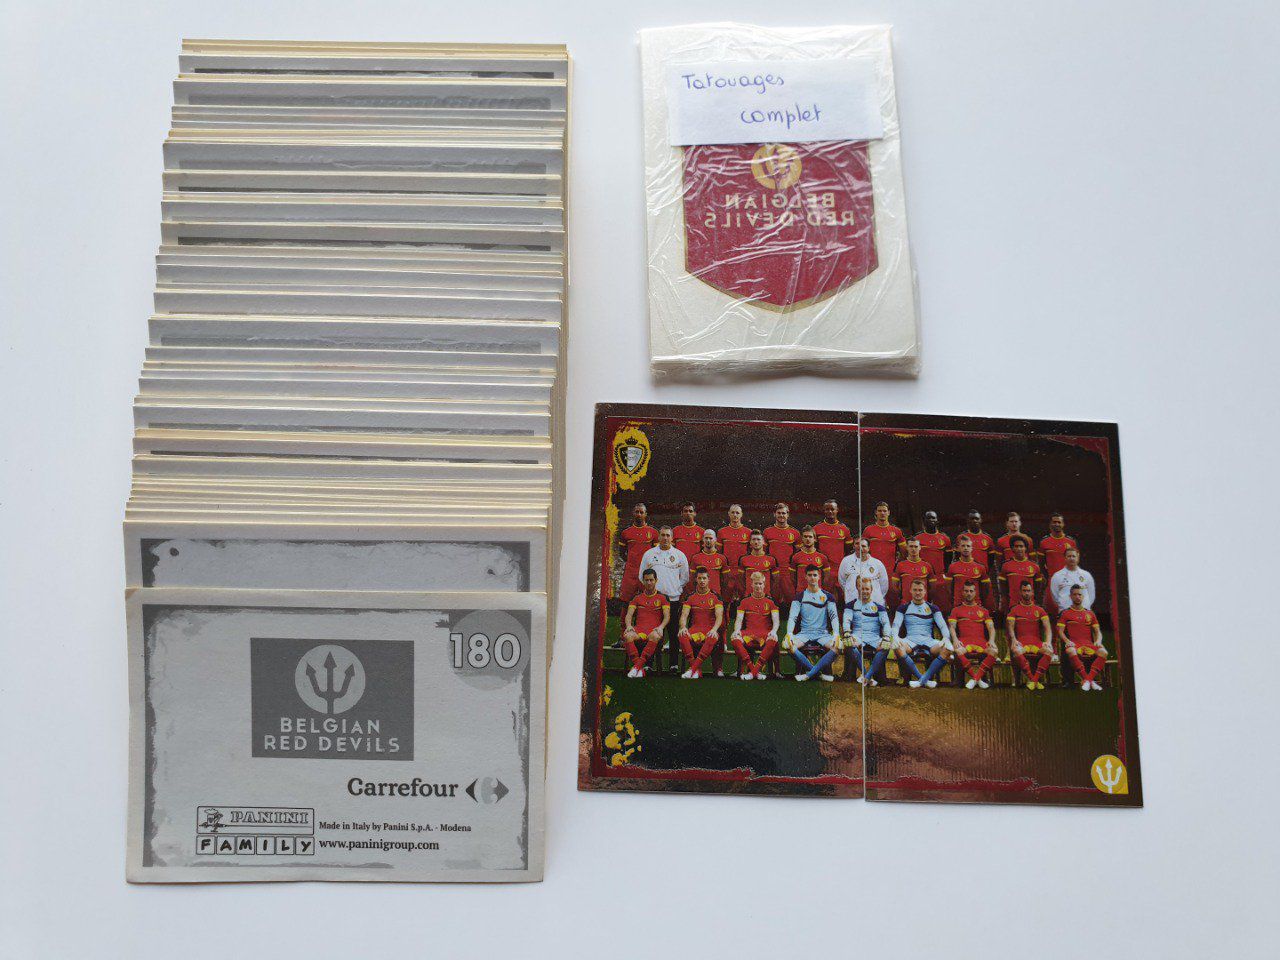 Tatouages
complet
BELGIAN
RED DEVILS
180
BELGIAN
RED DEVILS
Carrefour
PANINI
FAMILY
Made in Italy by Panini S.p.A. - Modena
www.paninigroup.com